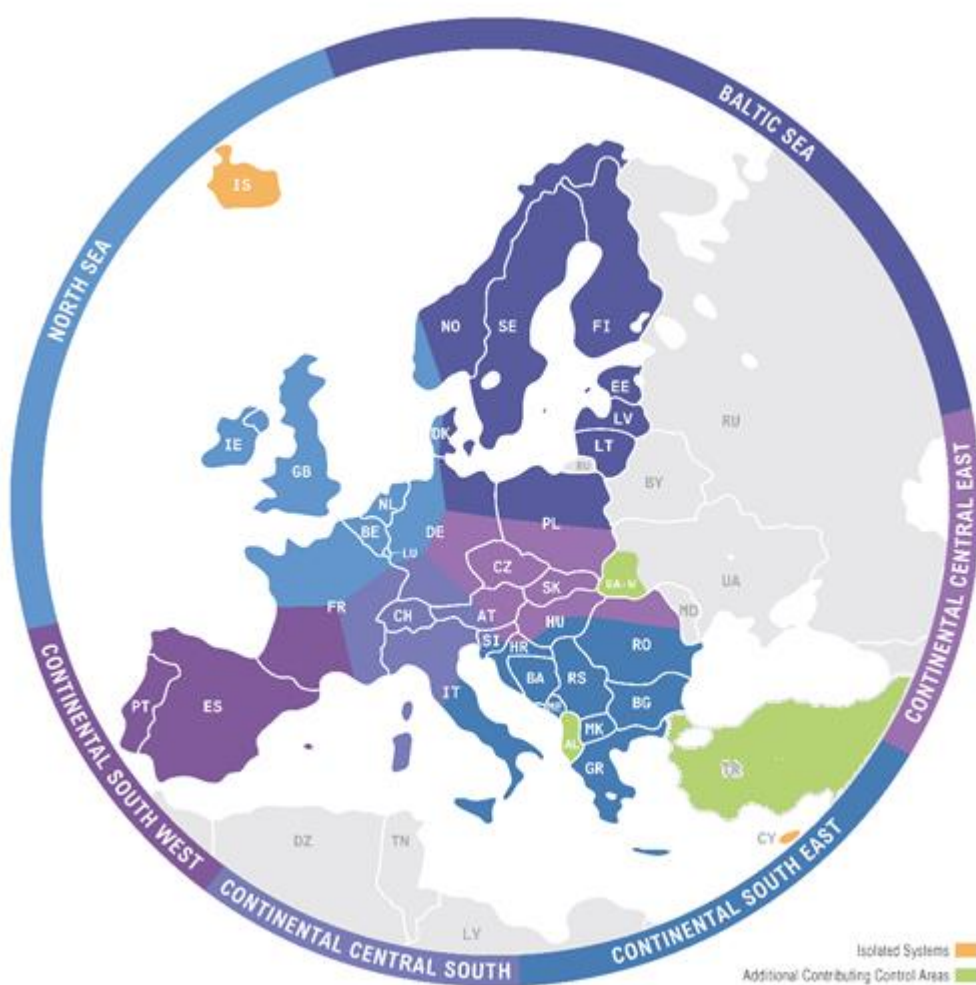 BALTIC SEA
NORTH SEA
IS
NO
SE
FI
EE
LV
LT
RU
RU
DK
IE
GB
NL
BE
LU
DE
PL
BY
CZ
SK
UA-W
UA
MD
FR
CH
AT
HU
SI
HR
RO
IT
BA
RS
BG
ME
MK
AL
GR
PT
ES
TR
CY
DZ
TN
LY
CONTINENTAL CENTRAL EAST
CONTINENTAL SOUTH WEST
CONTINENTAL CENTRAL SOUTH
CONTINENTAL SOUTH EAST
Isolated Systems
Additional Contributing Control Areas